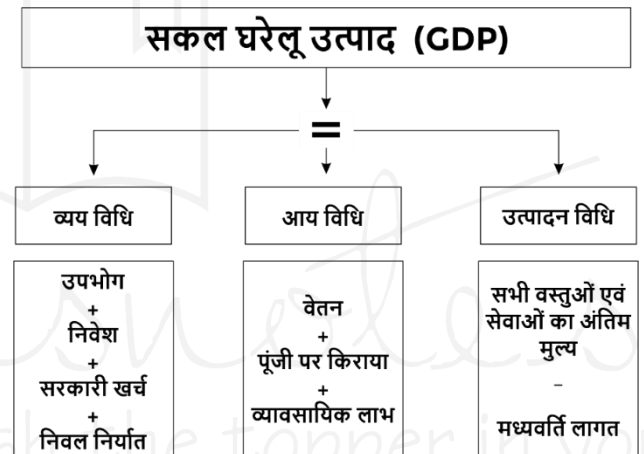 सकल घरेलू उत्पाद (GDP)
=
व्यय विधि
आय विधि
उत्पादन विधि
उपभोग
+
निवेश
+
सरकारी खर्च
+
निवल निर्यात
वेतन
+
पूंजी पर किराया
+
व्यावसायिक लाभ
सभी वस्तुओं एवं
सेवाओं का अंतिम
मुल्य
–
मध्यवर्ति लागत